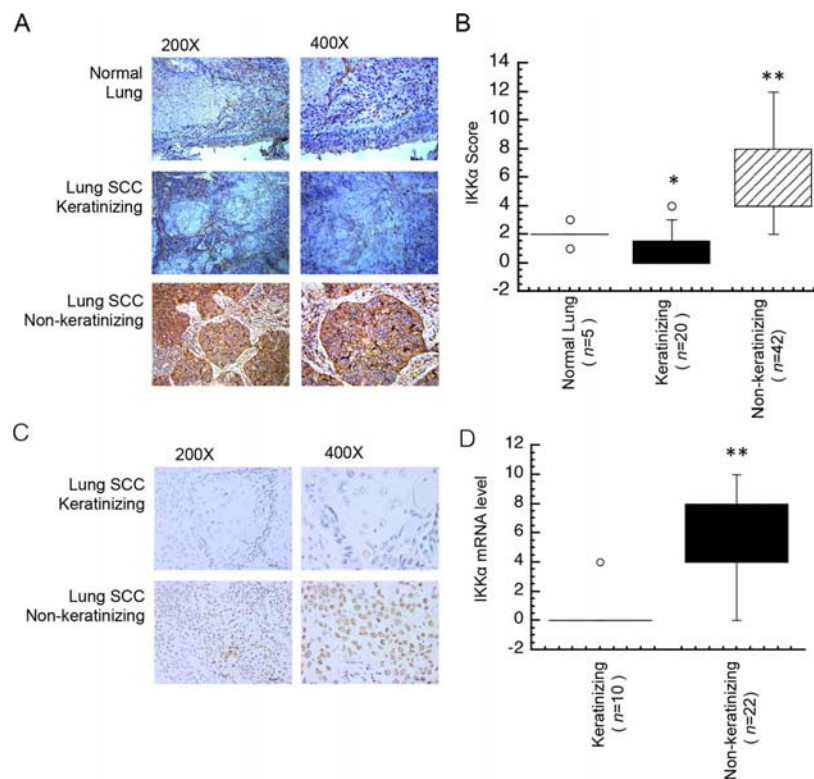 A
200X
400X
Normal
Lung
Lung SCC
Keratinizing
Lung SCC
Non-keratinizing
B
IKKα Score
14
12
10
8
6
4
2
0
-2
*
**
Normal Lung
( n=5 )
Keratinizing
( n=20)
Non-keratinizing
( n=42)
C
200X
400X
Lung SCC
Keratinizing
Lung SCC
Non-keratinizing
D
IKKα mRNA level
12
10
8
6
4
2
0
-2
**
Keratinizing
( n=10 )
Non-keratinizing
( n=22)